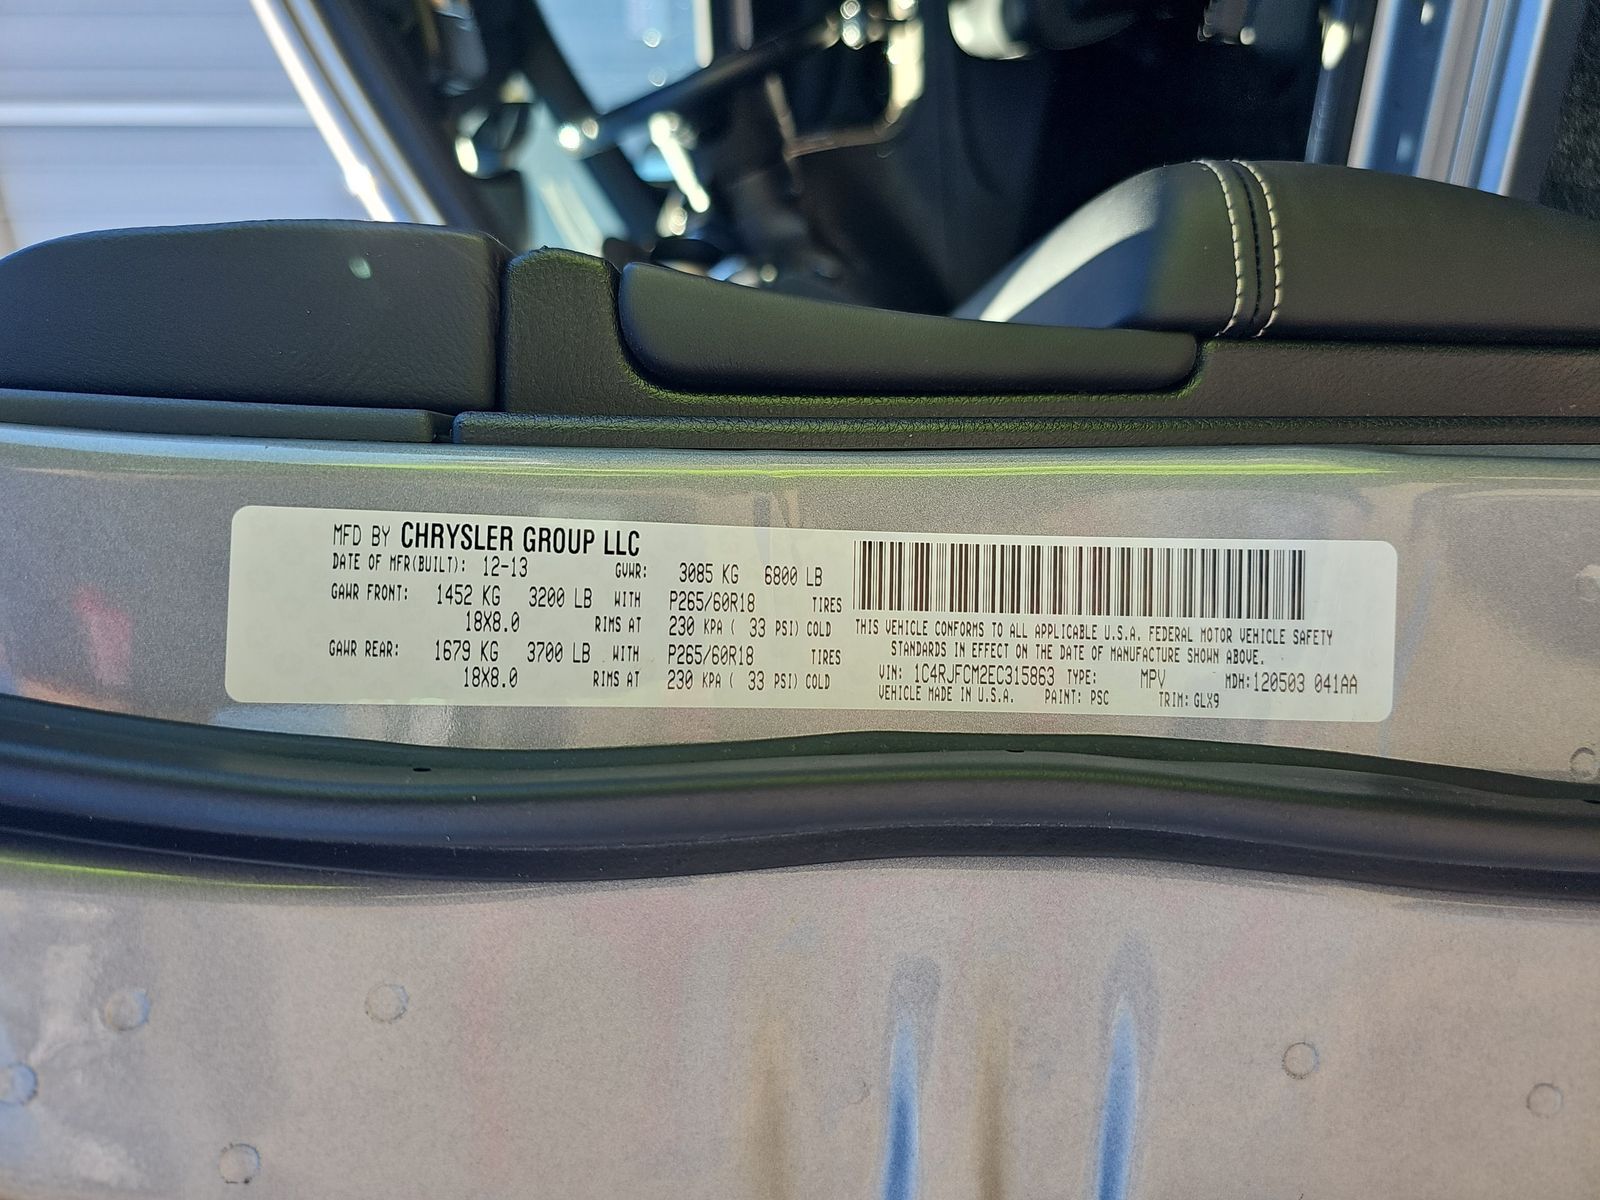 MFD BY CHRYSLER GROUP LLC
DATE OF MFR(BUILT): 12-13 GVWR: 3085 KG 6800 LB
GAWR FRONT: 1452 KG 3200 LB WITH P265/60R18 TIRES
18X8.0 RIMS AT 230 KPA ( 33 PSI) COLD
GAWR REAR: 1679 KG 3700 LB WITH P265/60R18 TIRES
18X8.0 RIMS AT 230 KPA ( 33 PSI) COLD
THIS VEHICLE CONFORMS TO ALL APPLICABLE U.S.A. FEDERAL MOTOR VEHICLE SAFETY
STANDARDS IN EFFECT ON THE DATE OF MANUFACTURE SHOWN ABOVE.
VIN: 1C4RJFCM2EC315863 TYPE: MPV MDH:120503 041AA
VEHICLE MADE IN U.S.A. PAINT: PSC TRIM: GLX9